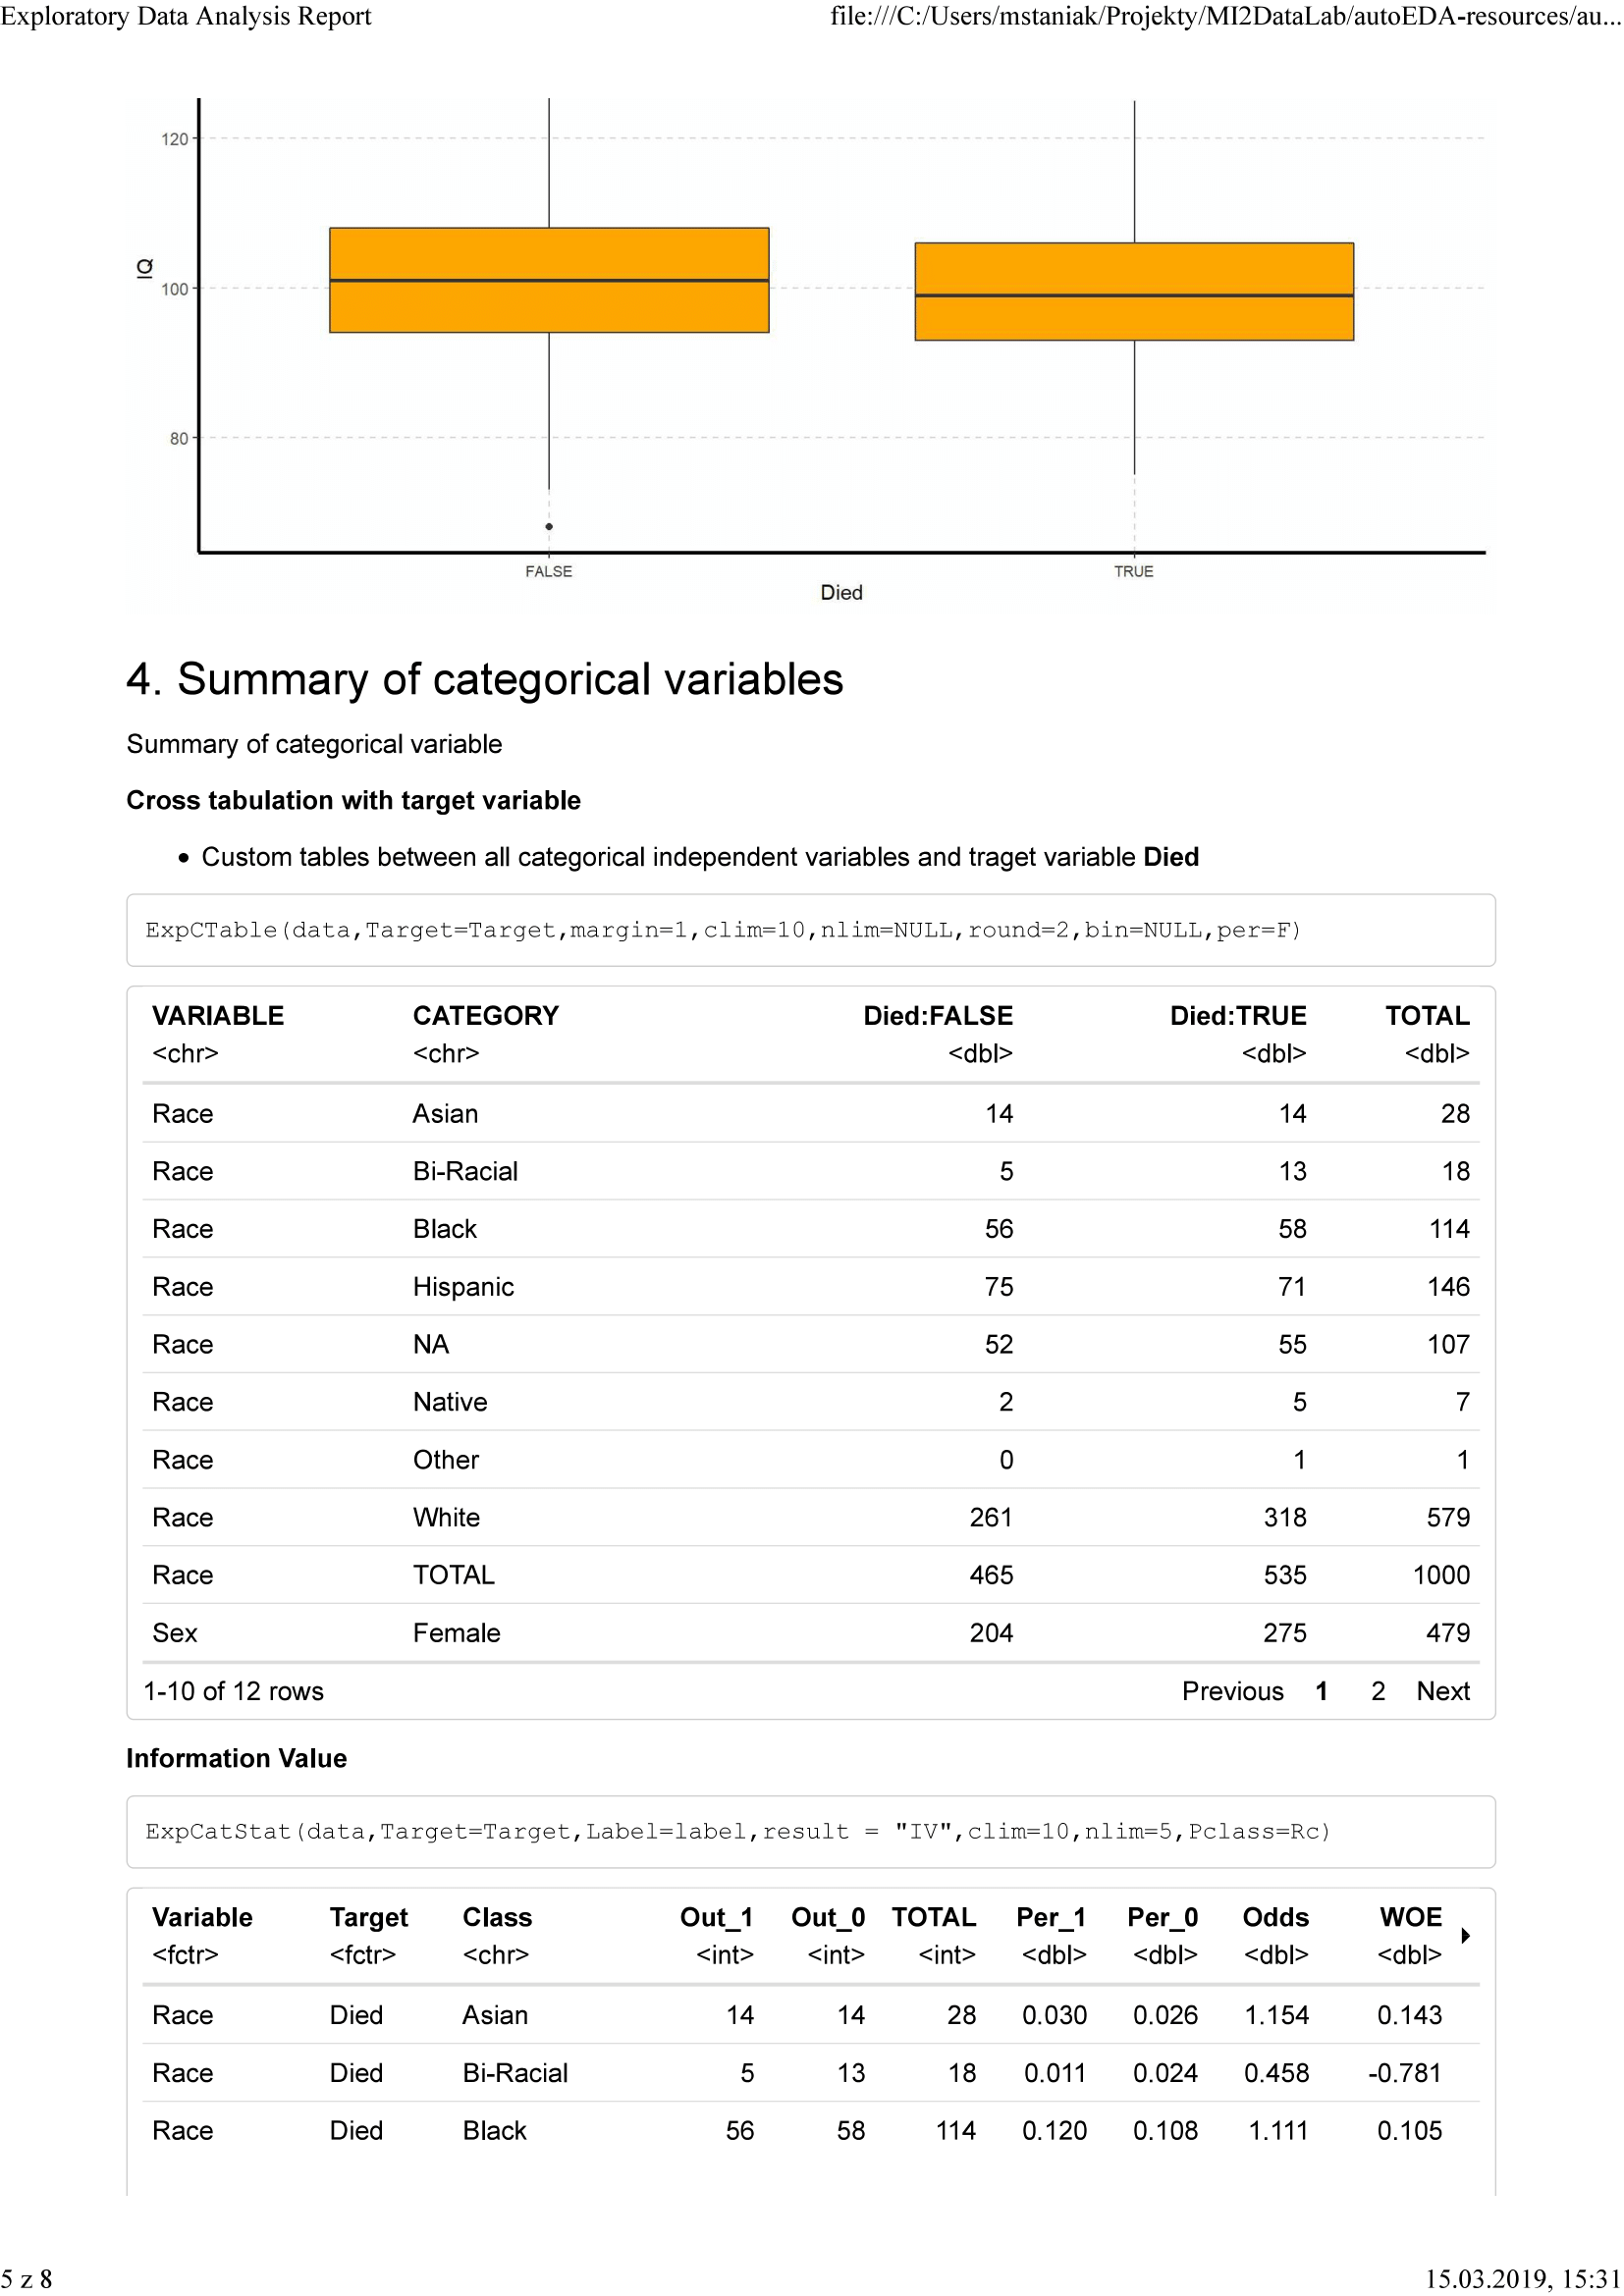 Exploratory Data Analysis Report file:///C:/Users/mstaniak/Projekty/MI2DataLab/autoEDA-resources/au...
120
IQ
100
80
FALSE TRUE
Died
4. Summary of categorical variables
Summary of categorical variable
Cross tabulation with target variable
• Custom tables between all categorical independent variables and traget variable Died
ExpCTable(data,Target=Target,margin=1,clim=10,nlim=NULL,round=2,bin=NULL,per=F)
VARIABLE CATEGORY Died:FALSE Died:TRUE TOTAL
<chr> <chr> <dbl> <dbl> <dbl>
Race Asian 14 14 28
Race Bi-Racial 5 13 18
Race Black 56 58 114
Race Hispanic 75 71 146
Race NA 52 55 107
Race Native 2 5 7
Race Other 0 1 1
Race White 261 318 579
Race TOTAL 465 535 1000
Sex Female 204 275 479
1-10 of 12 rows Previous 1 2 Next
Information Value
ExpCatStat(data,Target=Target,Label=label,result = "IV",clim=10,nlim=5,Pclass=Rc)
Variable Target Class Out_1 Out_0 TOTAL Per_1 Per_0 Odds WOE
<fctr> <fctr> <chr> <int> <int> <int> <dbl> <dbl> <dbl> <dbl>
Race Died Asian 14 14 28 0.030 0.026 1.154 0.143
Race Died Bi-Racial 5 13 18 0.011 0.024 0.458 -0.781
Race Died Black 56 58 114 0.120 0.108 1.111 0.105
5 z 8 15.03.2019, 15:31